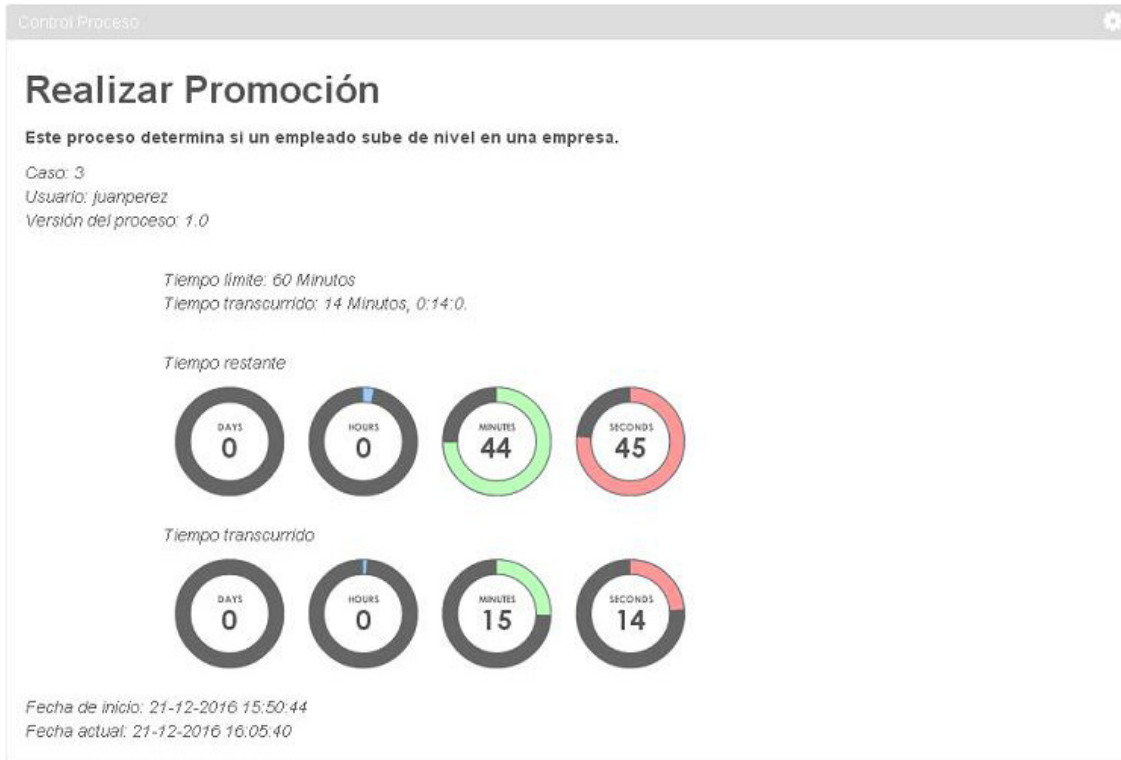 Control Proceso
Realizar Promoción
Este proceso determina si un empleado sube de nivel en una empresa.
Caso: 3
Usuario: juanperez
Versión del proceso: 1.0
Tiempo límite: 60 Minutos
Tiempo transcurrido: 14 Minutos, 0:14:0.
Tiempo restante
DAYS
0
HOURS
0
MINUTES
44
SECONDS
45
Tiempo transcurrido
DAYS
0
HOURS
0
MINUTES
15
SECONDS
14
Fecha de inicio: 21-12-2016 15:50:44
Fecha actual: 21-12-2016 16:05:40